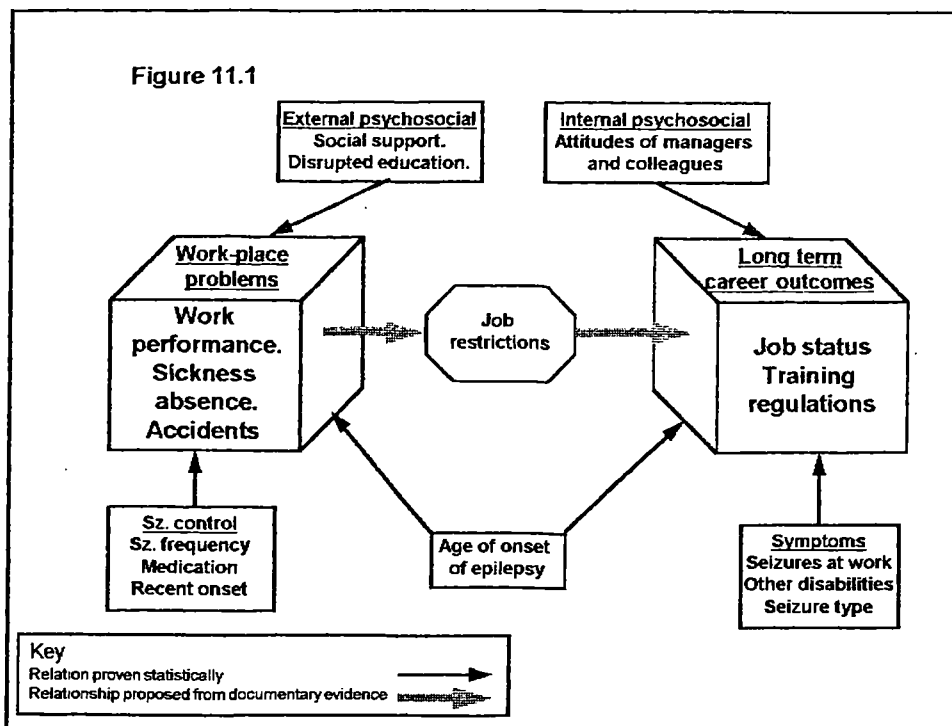 Figure 11.1
External psychosocial
Social support.
Disrupted education.
Internal psychosocial
Attitudes of managers
and colleagues
Work-place
problems
Work
performance.
Sickness
absence.
Accidents
Job
restrictions
Long term
career outcomes
Job status
Training
regulations
Sz. control
Sz. frequency
Medication
Recent onset
Age of onset
of epilepsy
Symptoms
Seizures at work
Other disabilities
Seizure type
Key
Relation proven statistically
Relationship proposed from documentary evidence